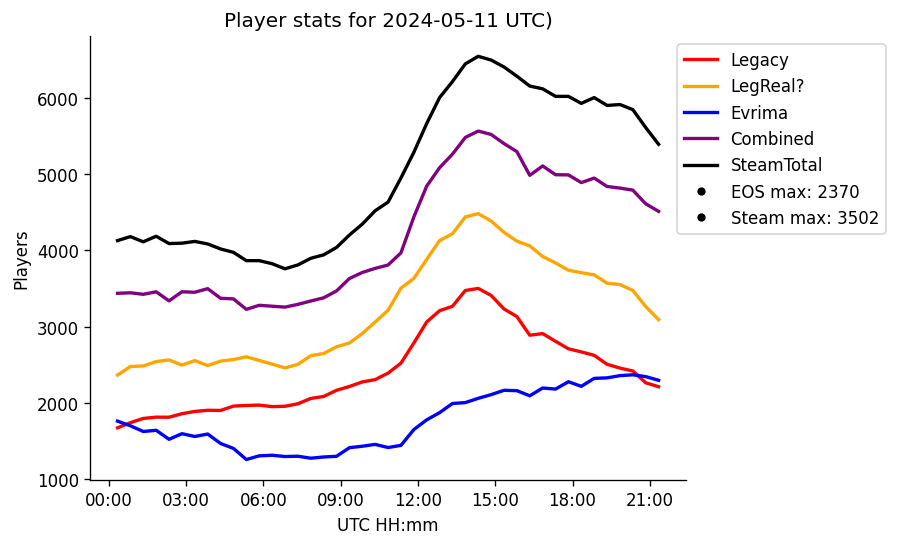 Player stats for 2024-05-11 UTC)
Legacy
LegReal?
Evrima
Combined
SteamTotal
EOS max: 2370
Steam max: 3502
Players
6000
5000
4000
3000
2000
1000
00:00 03:00 06:00 09:00 12:00 15:00 18:00 21:00
UTC HH:mm